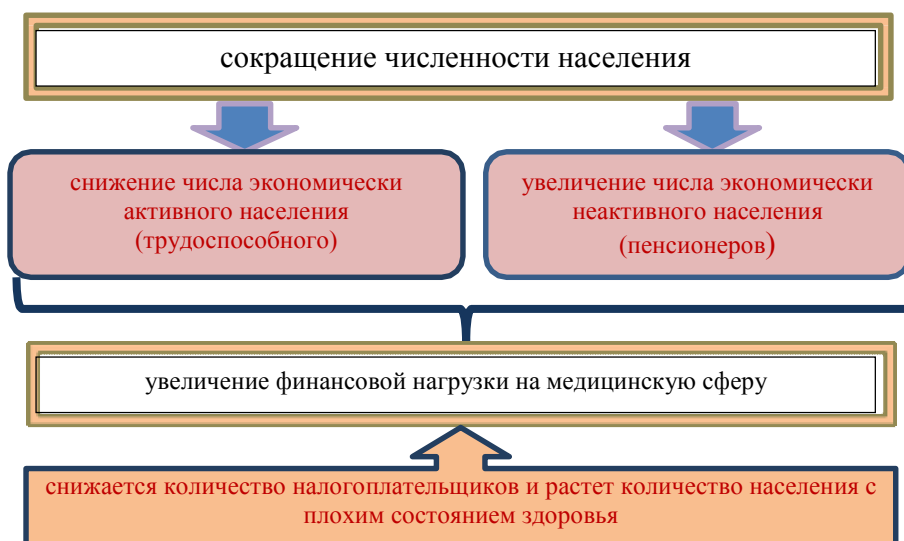 сокращение численности населения
снижение числа экономически
активного населения
(трудоспособного)
увеличение числа экономически
неактивного населения
(пенсионеров)
увеличение финансовой нагрузки на медицинскую сферу
снижается количество налогоплательщиков и растет количество населения с
плохим состоянием здоровья